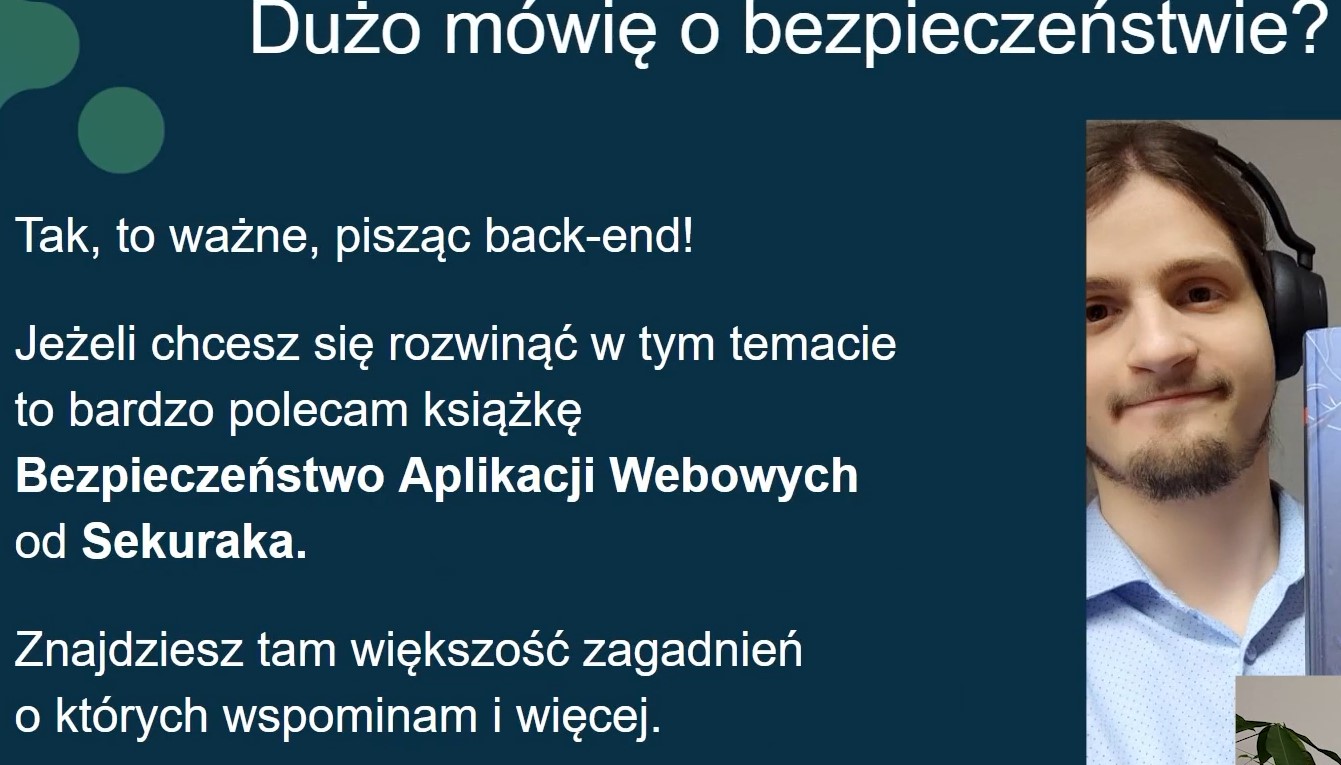 Dużo mówię o bezpieczeństwie?
Tak, to ważne, pisząc back-end!
Jeżeli chcesz się rozwinąć w tym temacie
to bardzo polecam książkę
Bezpieczeństwo Aplikacji Webowych
od Sekuraka.
Znajdziesz tam większość zagadnień
o których wspominam i więcej.